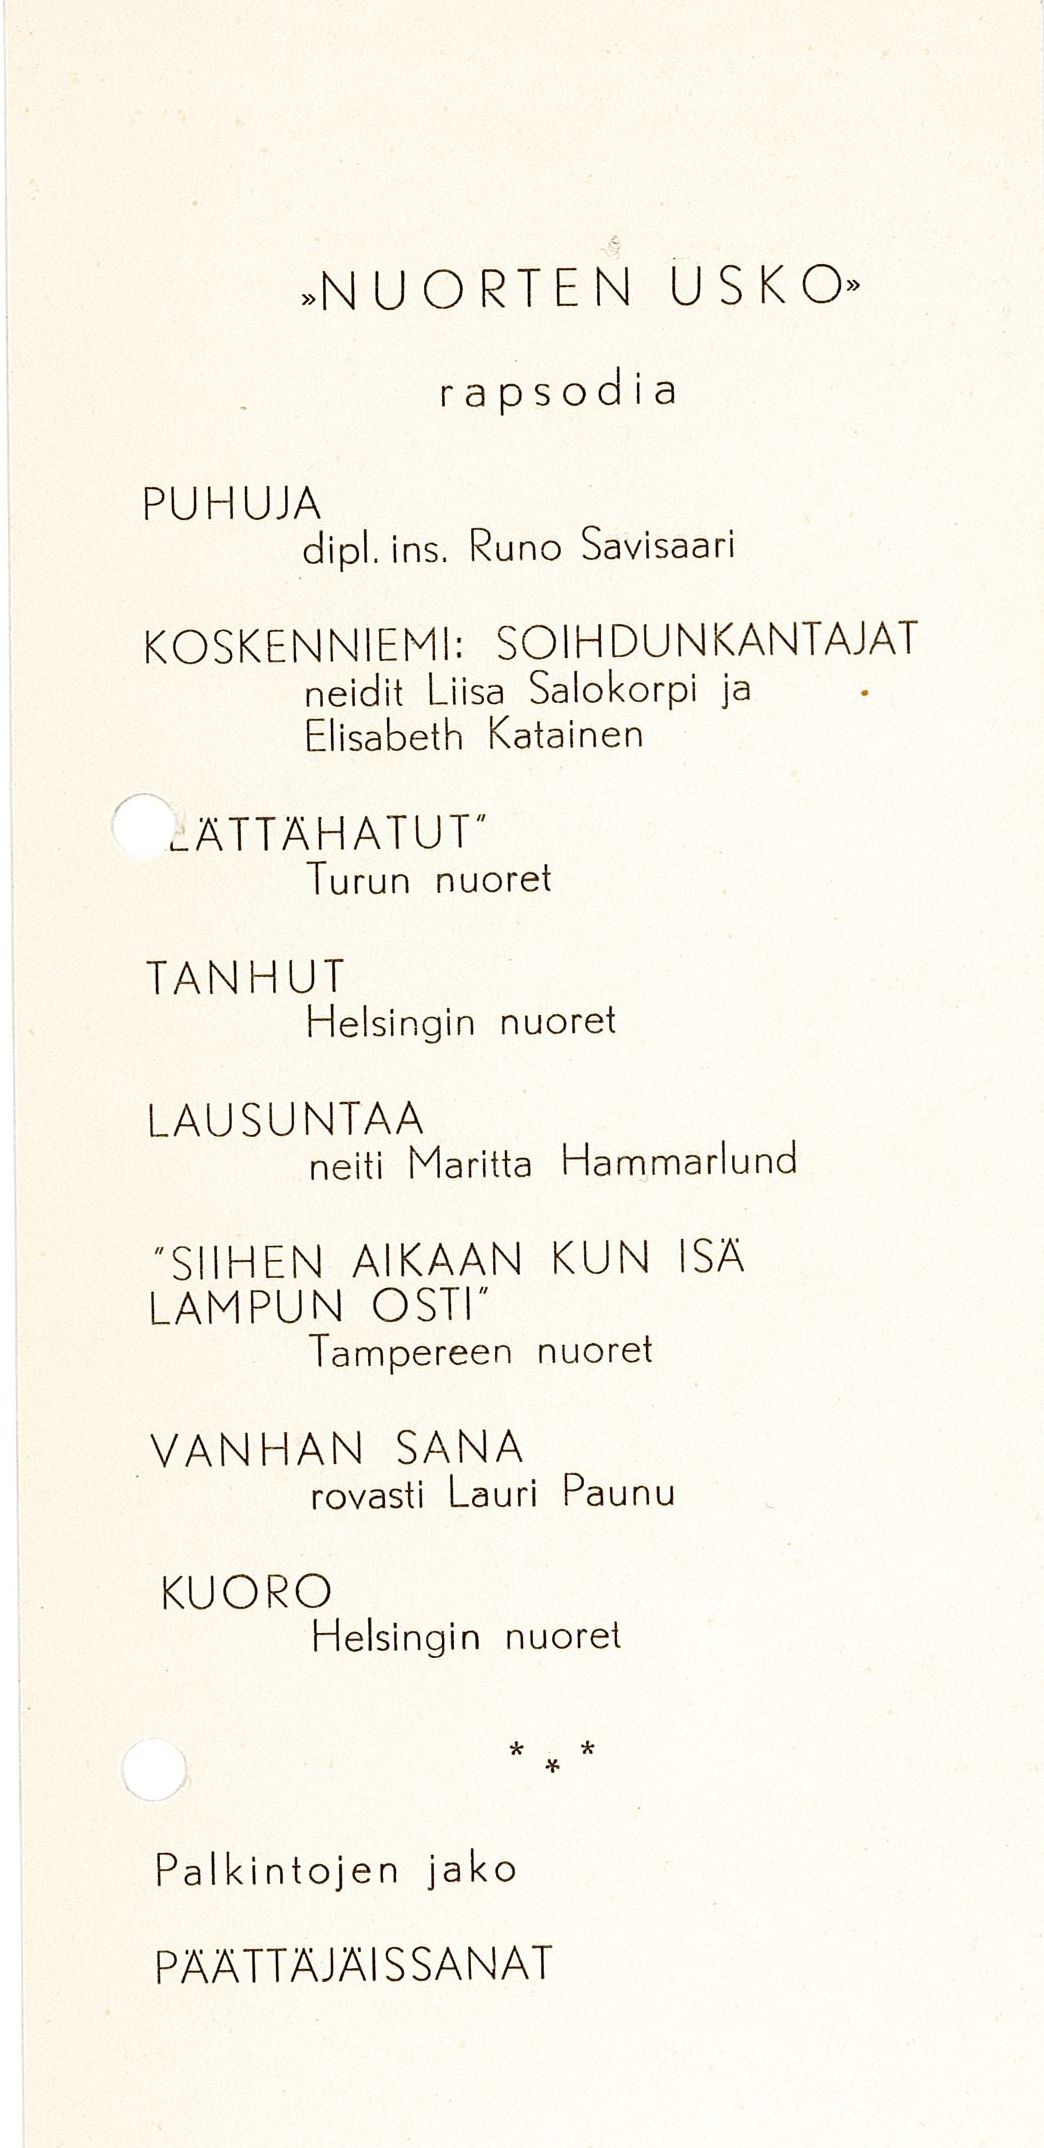 »NUORTEN USKO»
rapsodia
PUHUJA
dipl. ins. Runo Savisaari
KOSKENNIEMI: SOIHDUNKANTAJAT
neidit Liisa Salokorpi ja
Elisabeth Katainen
LÄTTÄHATUT"
Turun nuoret
TANHUT
Helsingin nuoret
LAUSUNTAA
neiti Maritta Hammarlund
"SIIHEN AIKAAN KUN ISÄ
LAMPUN OSTI"
Tampereen nuoret
VANHAN SANA
rovasti Lauri Paunu
KUORO
Helsingin nuoret
* * *
Palkintojen jako
PÄÄTTÄJÄISSANAT